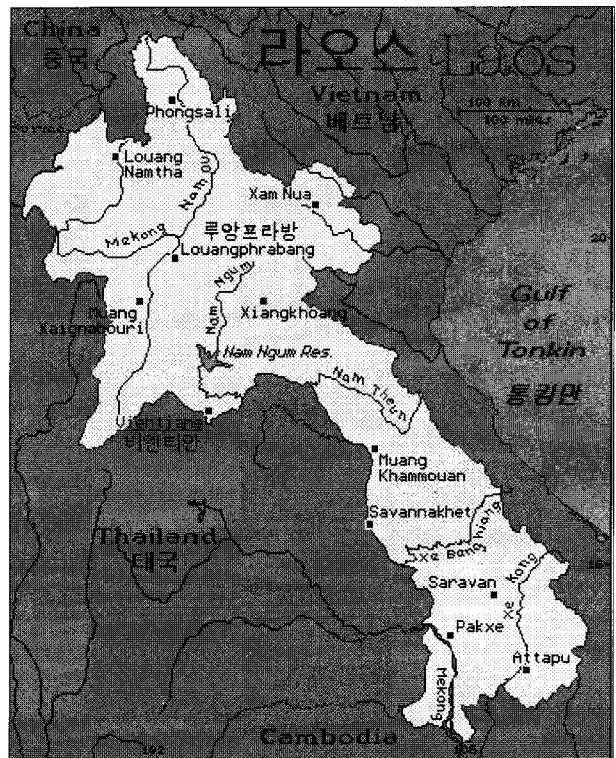 China
중국
라오스 Laos
Vietnam
베트남
100 km
100 miles
Phongsali
Louang
Namtha
Nam Ou
Xam Nua
Mekong
루앙프라방
Louangphrabang
20
Muang
Xaignabouri
Nam Ngum
Xiangkhoang
Gulf
of
Tonkin
통킹만
Nam Ngum Res.
Nam Theun
Vientiane
비엔티안
Muang
Khammouan
Thailand
태국
Savannakhet
Xe Banghiang
16
Saravan
Xe Kong
Pakxe
Attapu
Mekong
Cambodia
102